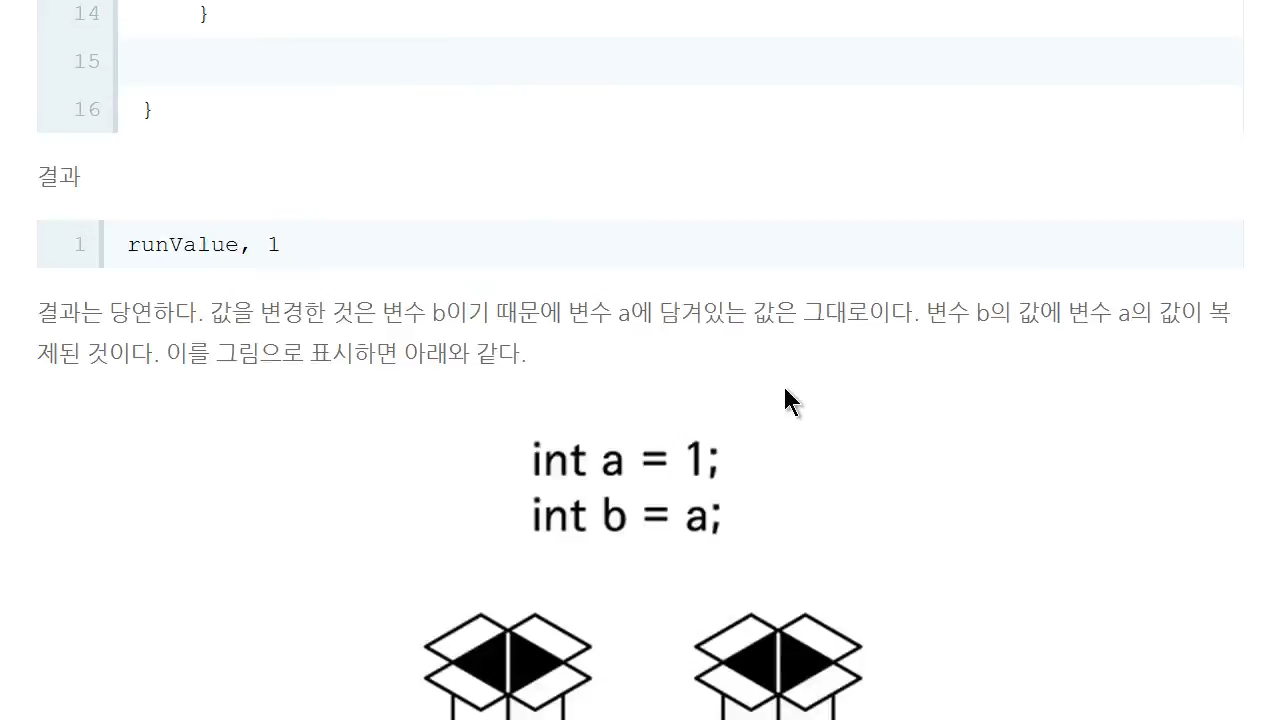 14 }
15
16 }
결과
1 runValue, 1
결과는 당연하다. 값을 변경한 것은 변수 b이기 때문에 변수 a에 담겨있는 값은 그대로이다. 변수 b의 값에 변수 a의 값이 복
제된 것이다. 이를 그림으로 표시하면 아래와 같다.
int a = 1;
int b = a;